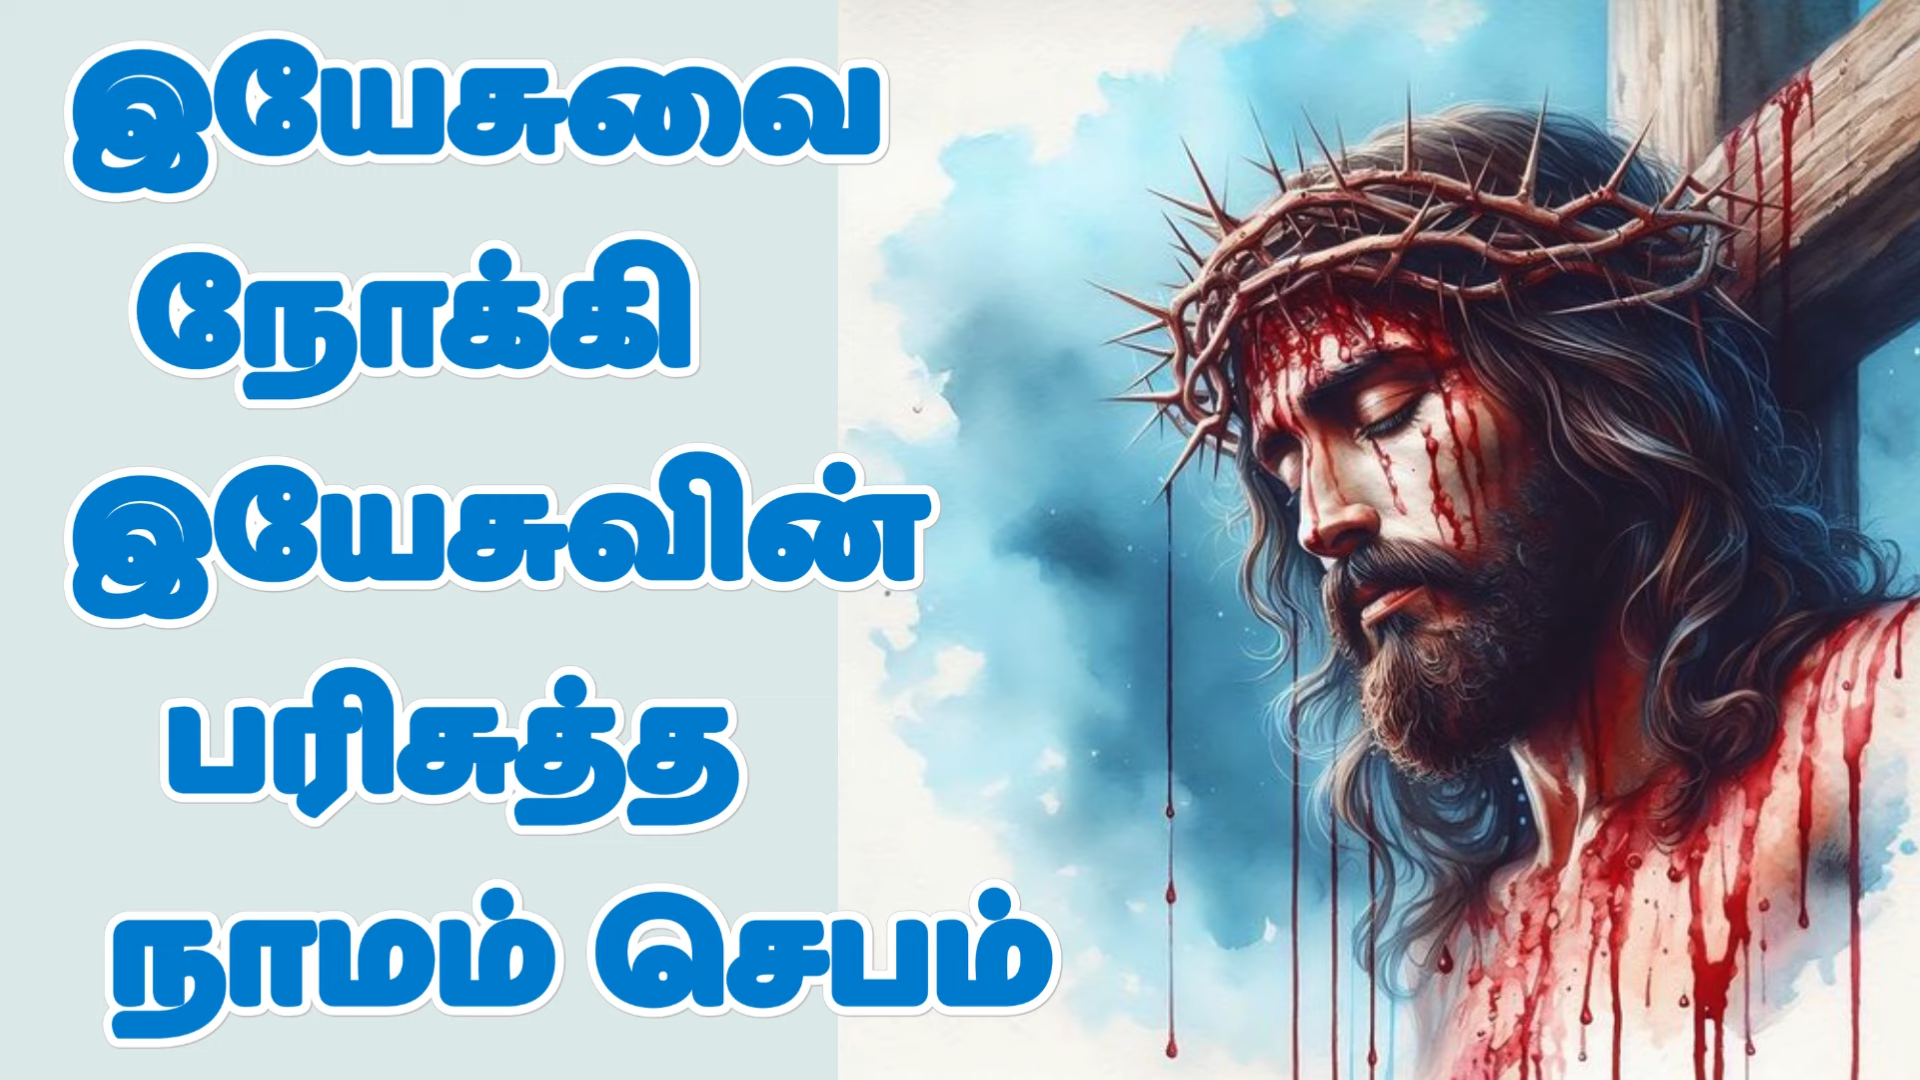 இயேசுவை
நோக்கி
இயேசுவின்
பரிசுத்த
நாமம் செபம்